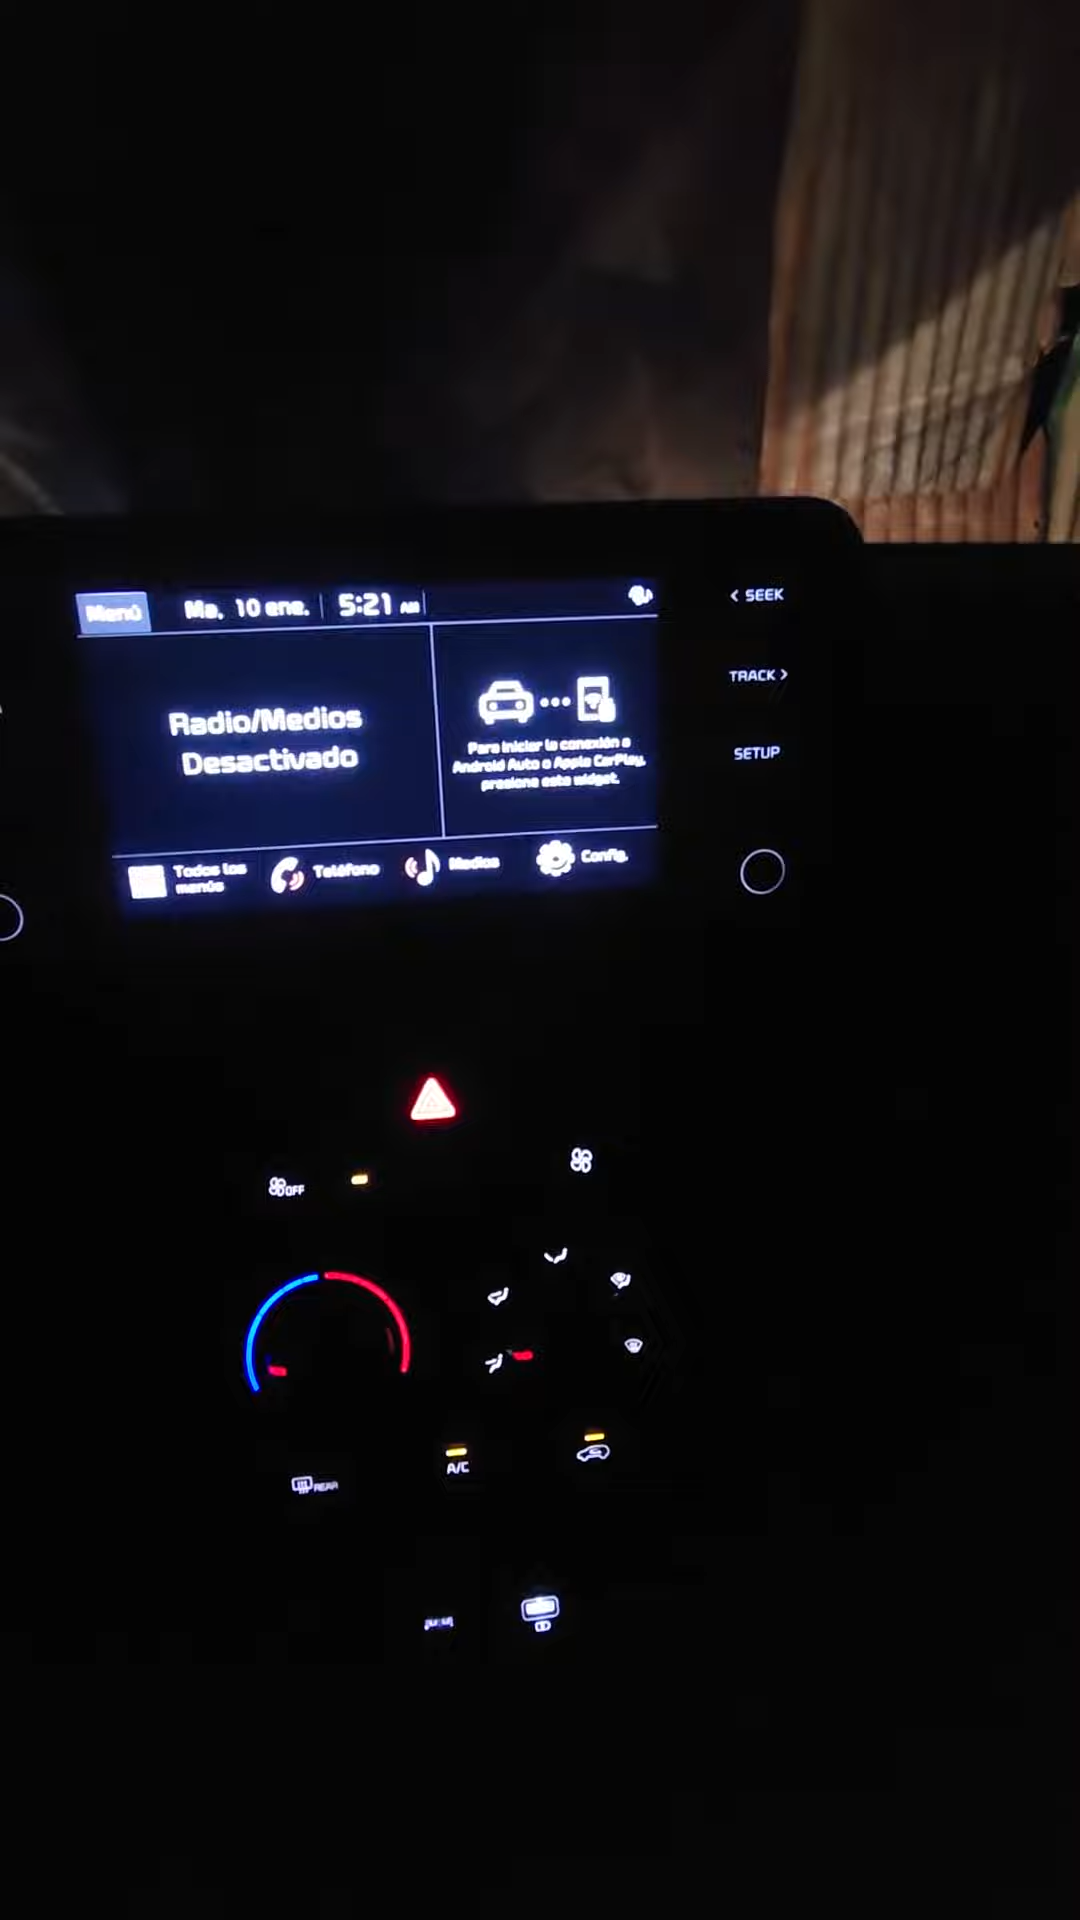 Menú
Ma. 10 ene.
5:21 AM
< SEEK
TRACK >
SETUP
Radio/Medios
Desactivado
Para iniciar la conexión a
Android Auto o Apple CarPlay,
presione este widget.
Todos los
menús
Teléfono
Medios
Config.
OFF
REAR
A/C